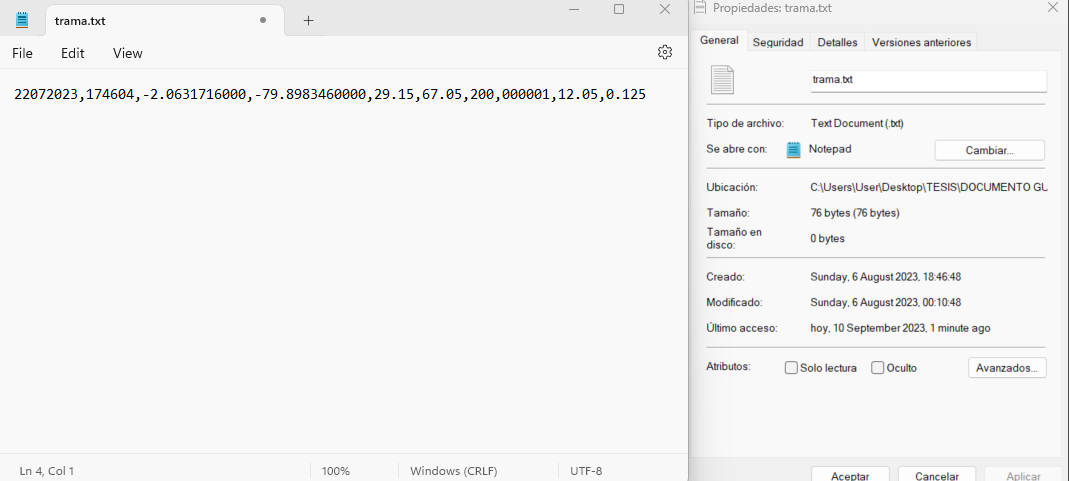 trama.txt
File Edit View
22072023,174604,-2.0631716000,-79.8983460000,29.15,67.05,200,000001,12.05,0.125
Ln 4, Col 1 100% Windows (CRLF) UTF-8
Propiedades: trama.txt
General Seguridad Detalles Versiones anteriores
trama.txt
Tipo de archivo: Text Document (.txt)
Se abre con: Notepad Cambiar...
Ubicación: C:\Users\User\Desktop\TESIS\DOCUMENTO GU
Tamaño: 76 bytes (76 bytes)
Tamaño en
disco: 0 bytes
Creado: Sunday, 6 August 2023, 18:46:48
Modificado: Sunday, 6 August 2023, 00:10:48
Último acceso: hoy, 10 September 2023, 1 minute ago
Atributos: Solo lectura Oculto Avanzados...
Aceptar Cancelar Aplicar